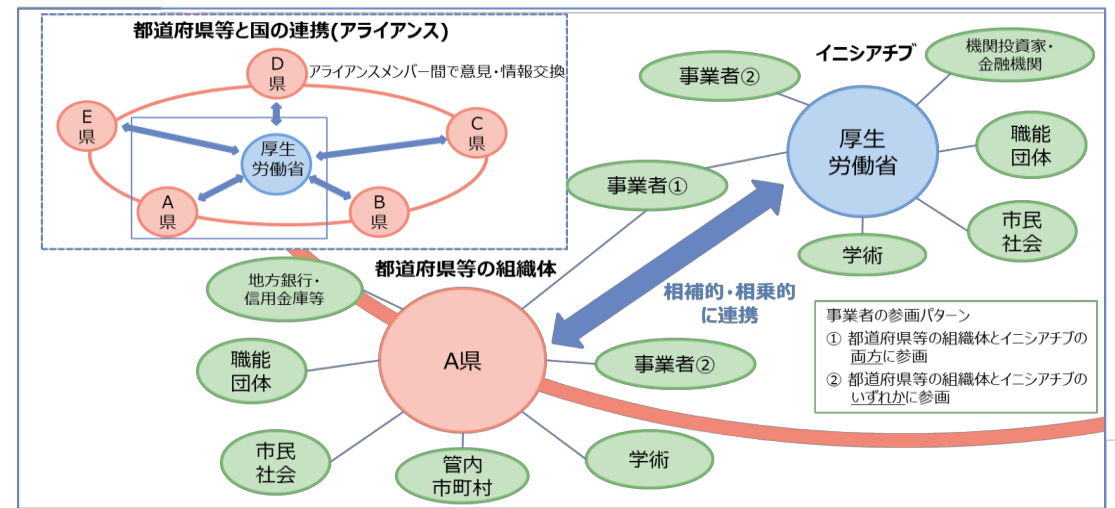 都道府県等と国の連携(アライアンス)
D
県
アライアンスメンバー間で意見・情報交換
E
県
C
県
厚生
労働省
A
県
B
県
イニシアチブ
機関投資家・
金融機関
事業者②
厚生
労働省
職能
団体
事業者①
市民
社会
学術
都道府県等の組織体
地方銀行・
信用金庫等
相補的・相乗的
に連携
A県
事業者②
職能
団体
市民
社会
管内
市町村
学術
事業者の参画パターン
① 都道府県等の組織体とイニシアチブの
両方に参画
② 都道府県等の組織体とイニシアチブの
いずれかに参画